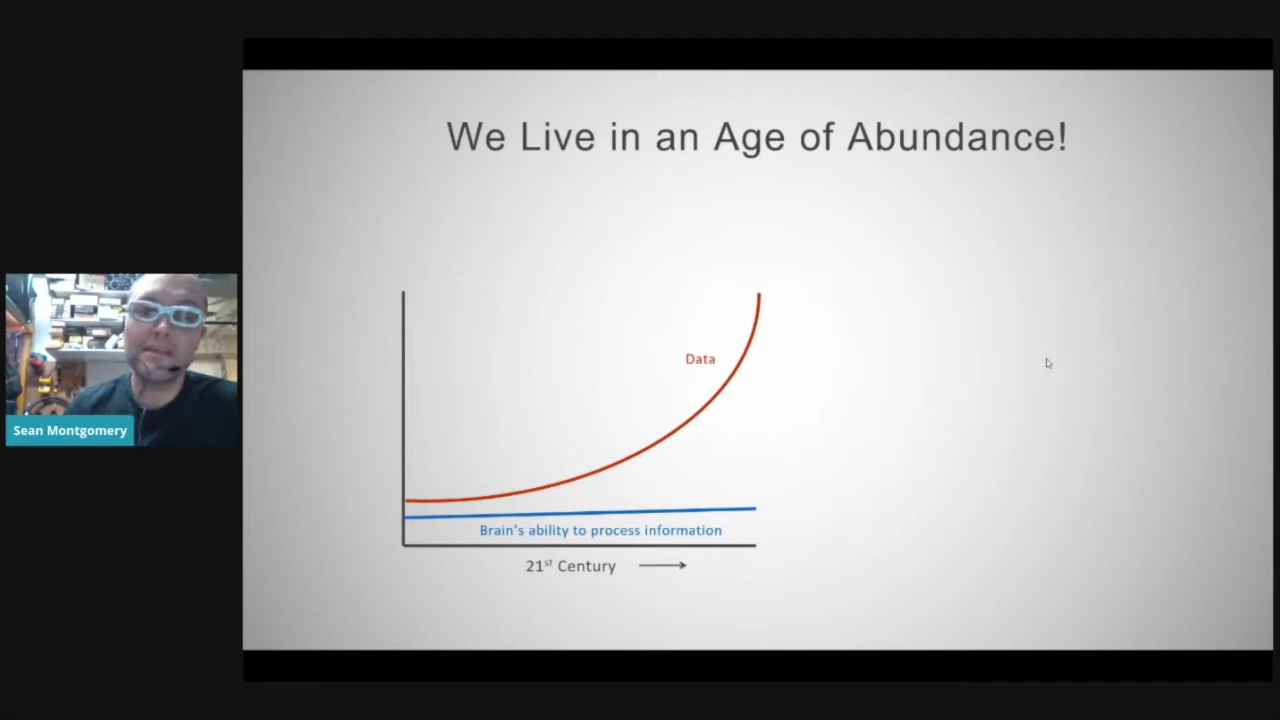 We Live in an Age of Abundance!
Data
Brain's ability to process information
21st Century
Sean Montgomery